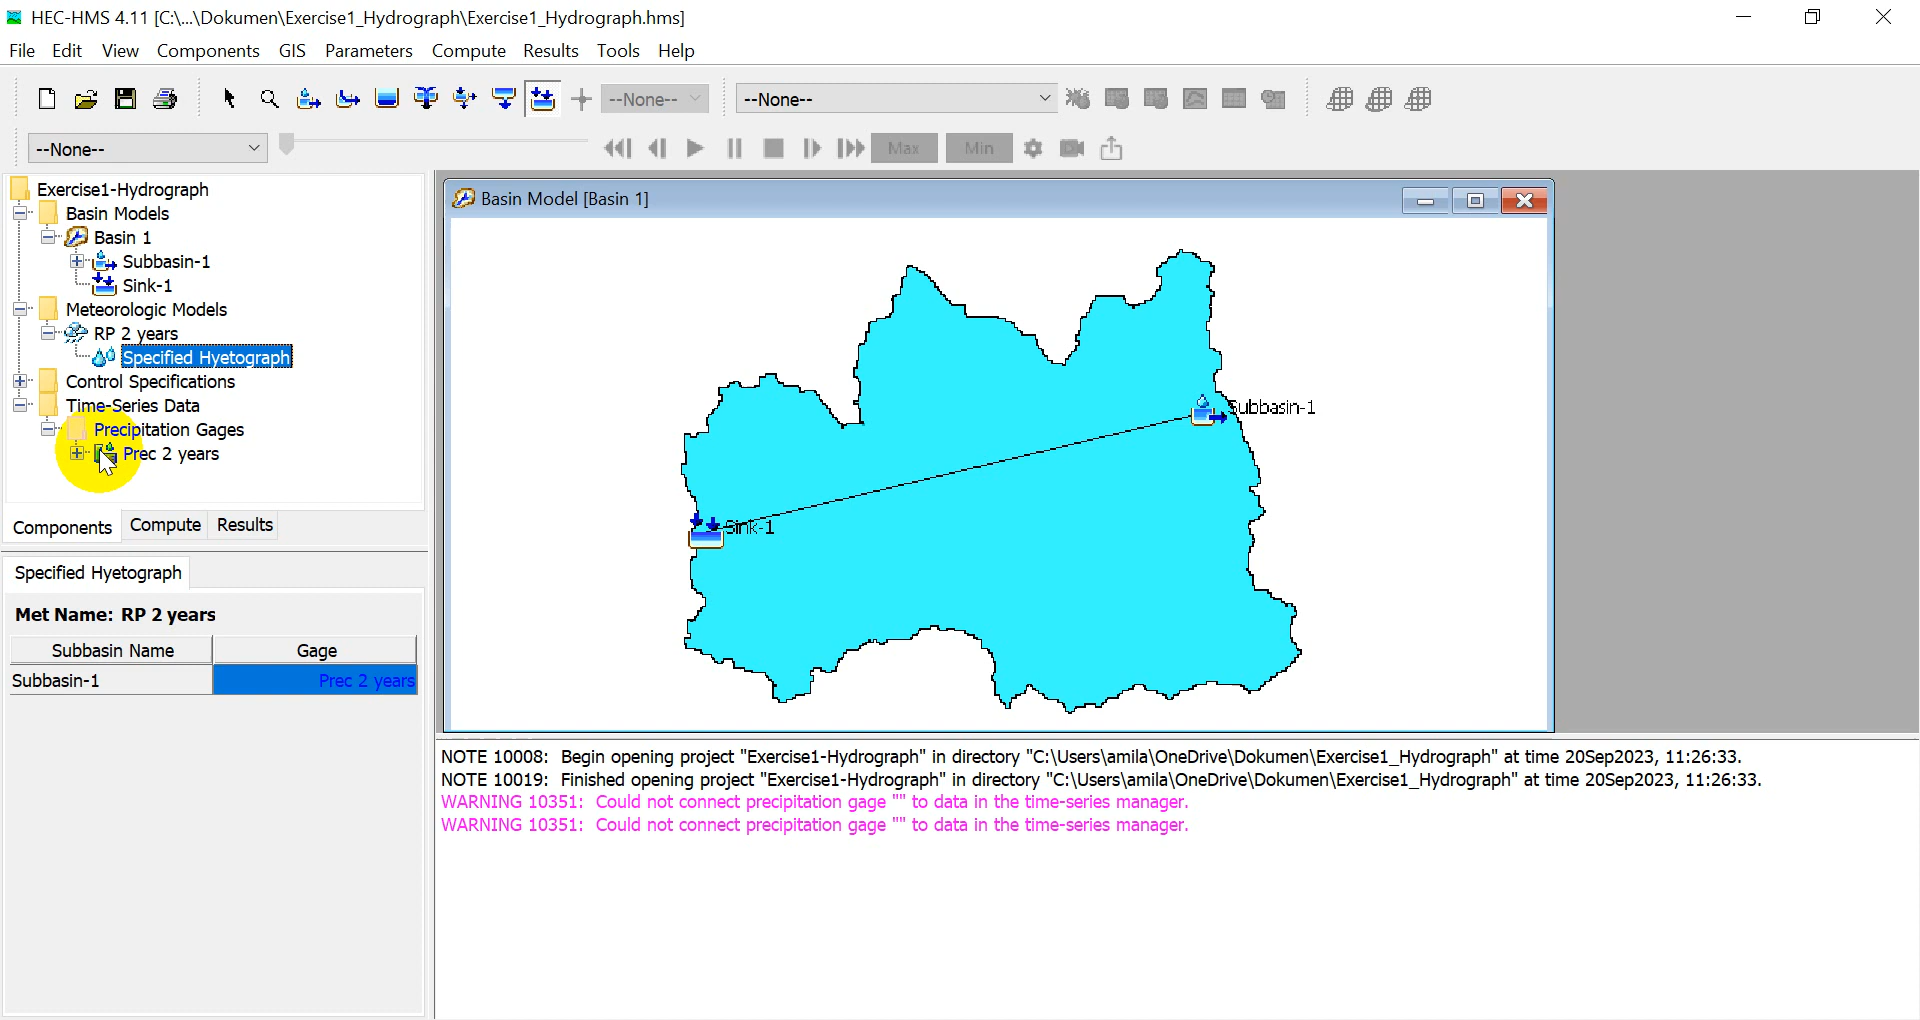 HEC-HMS 4.11 [C:\...\Dokumen\Exercise1_Hydrograph\Exercise1_Hydrograph.hms]
File Edit View Components GIS Parameters Compute Results Tools Help
--None-- --None--
--None-- Max Min
Exercise1-Hydrograph
Basin Models
Basin 1
Subbasin-1
Sink-1
Meteorologic Models
RP 2 years
Specified Hyetograph
Control Specifications
Time-Series Data
Precipitation Gages
Prec 2 years
Components Compute Results
Specified Hyetograph
Met Name: RP 2 years
Subbasin Name Gage
Subbasin-1 Prec 2 years
Basin Model [Basin 1]
Subbasin-1
Sink-1
NOTE 10008: Begin opening project "Exercise1-Hydrograph" in directory "C:\Users\amila\OneDrive\Dokumen\Exercise1_Hydrograph" at time 20Sep2023, 11:26:33.
NOTE 10019: Finished opening project "Exercise1-Hydrograph" in directory "C:\Users\amila\OneDrive\Dokumen\Exercise1_Hydrograph" at time 20Sep2023, 11:26:33.
WARNING 10351: Could not connect precipitation gage "" to data in the time-series manager.
WARNING 10351: Could not connect precipitation gage "" to data in the time-series manager.